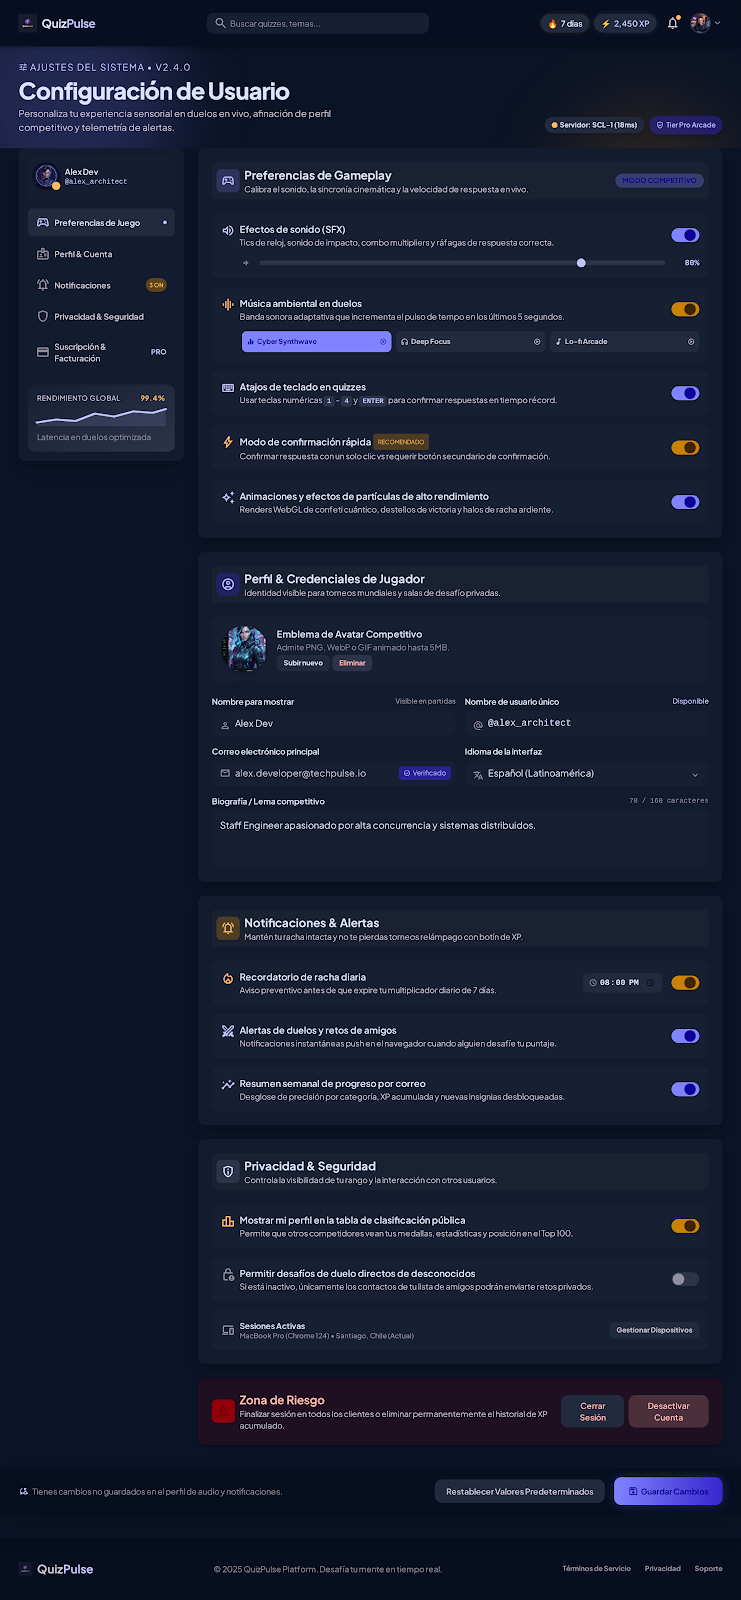 QuizPulse
Buscar quizzes, temas...
7 días
2,450 XP
AJUSTES DEL SISTEMA • V2.4.0
Configuración de Usuario
Personaliza tu experiencia sensorial en duelos en vivo, afinación de perfil
competitivo y telemetría de alertas.
Servidor: SCL-1 (18ms)
Tier Pro Arcade
AlexDev
@alex_architect
Preferencias de Juego
Perfil & Cuenta
Notificaciones
3 ON
Privacidad & Seguridad
Suscripción &
Facturación
PRO
RENDIMIENTO GLOBAL
99.4%
Latencia en duelos optimizada
Preferencias de Gameplay
Calibra el sonido, la sincronía cinemática y la velocidad de respuesta en vivo.
MODO COMPETITIVO
Efectos de sonido (SFX)
Tics de reloj, sonido de impacto, combo multipliers y ráfagas de respuesta correcta.
80%
Música ambiental en duelos
Banda sonora adaptativa que incrementa el pulso de tempo en los últimos 5 segundos.
Cyber Synthwave
Deep Focus
Lo-fi Arcade
Atajos de teclado en quizzes
Usar teclas numéricas 1 - 4 y ENTER para confirmar respuestas en tiempo récord.
Modo de confirmación rápida
RECOMENDADO
Confirmar respuesta con un solo clic vs requerir botón secundario de confirmación.
Animaciones y efectos de partículas de alto rendimiento
Renders WebGL de confeti cuántico, destellos de victoria y halos de racha ardiente.
Perfil & Credenciales de Jugador
Identidad visible para torneos mundiales y salas de desafío privadas.
Emblema de Avatar Competitivo
Admite PNG, WebP o GIF animado hasta 5MB.
Subir nuevo
Eliminar
Nombre para mostrar
Visible en partidas
Alex Dev
Nombre de usuario único
Disponible
@alex_architect
Correo electrónico principal
alex.developer@techpulse.io
Verificado
Idioma de la interfaz
Español (Latinoamérica)
Biografía / Lema competitivo
78 / 160 caracteres
Staff Engineer apasionado por alta concurrencia y sistemas distribuidos.
Notificaciones & Alertas
Mantén tu racha intacta y no te pierdas torneos relámpago con botín de XP.
Recordatorio de racha diaria
Aviso preventivo antes de que expire tu multiplicador diario de 7 días.
08:00 PM
Alertas de duelos y retos de amigos
Notificaciones instantáneas push en el navegador cuando alguien desafíe tu puntaje.
Resumen semanal de progreso por correo
Desglose de precisión por categoría, XP acumulada y nuevas insignias desbloqueadas.
Privacidad & Seguridad
Controla la visibilidad de tu rango y la interacción con otros usuarios.
Mostrar mi perfil en la tabla de clasificación pública
Permite que otros competidores vean tus medallas, estadísticas y posición en el Top 100.
Permitir desafíos de duelo directos de desconocidos
Si está inactivo, únicamente los contactos de tu lista de amigos podrán enviarte retos privados.
Sesiones Activas
MacBook Pro (Chrome 124) • Santiago, Chile (Actual)
Gestionar Dispositivos
Zona de Riesgo
Finalizar sesión en todos los clientes o eliminar permanentemente el historial de XP
acumulado.
Cerrar
Sesión
Desactivar
Cuenta
Tienes cambios no guardados en el perfil de audio y notificaciones.
Restablecer Valores Predeterminados
Guardar Cambios
QuizPulse
© 2025 QuizPulse Platform. Desafía tu mente en tiempo real.
Términos de Servicio
Privacidad
Soporte